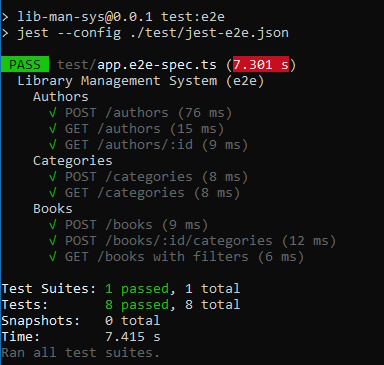 > lib-man-sys@0.0.1 test:e2e
> jest --config ./test/jest-e2e.json
PASS test/app.e2e-spec.ts (7.301 s)
Library Management System (e2e)
Authors
√ POST /authors (76 ms)
√ GET /authors (15 ms)
√ GET /authors/:id (9 ms)
Categories
√ POST /categories (8 ms)
√ GET /categories (8 ms)
Books
√ POST /books (9 ms)
√ POST /books/:id/categories (12 ms)
√ GET /books with filters (6 ms)
Test Suites: 1 passed, 1 total
Tests: 8 passed, 8 total
Snapshots: 0 total
Time: 7.415 s
Ran all test suites.